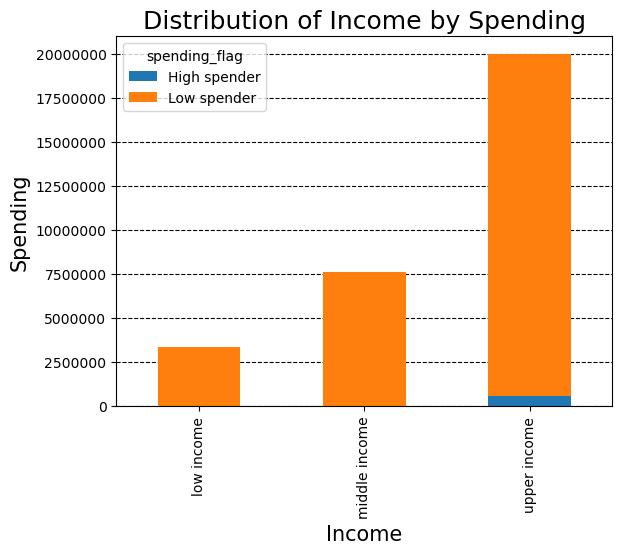 Distribution of Income by Spending
spending_flag
High spender
Low spender
20000000
17500000
15000000
12500000
10000000
7500000
5000000
2500000
0
Spending
low income
middle income
upper income
Income